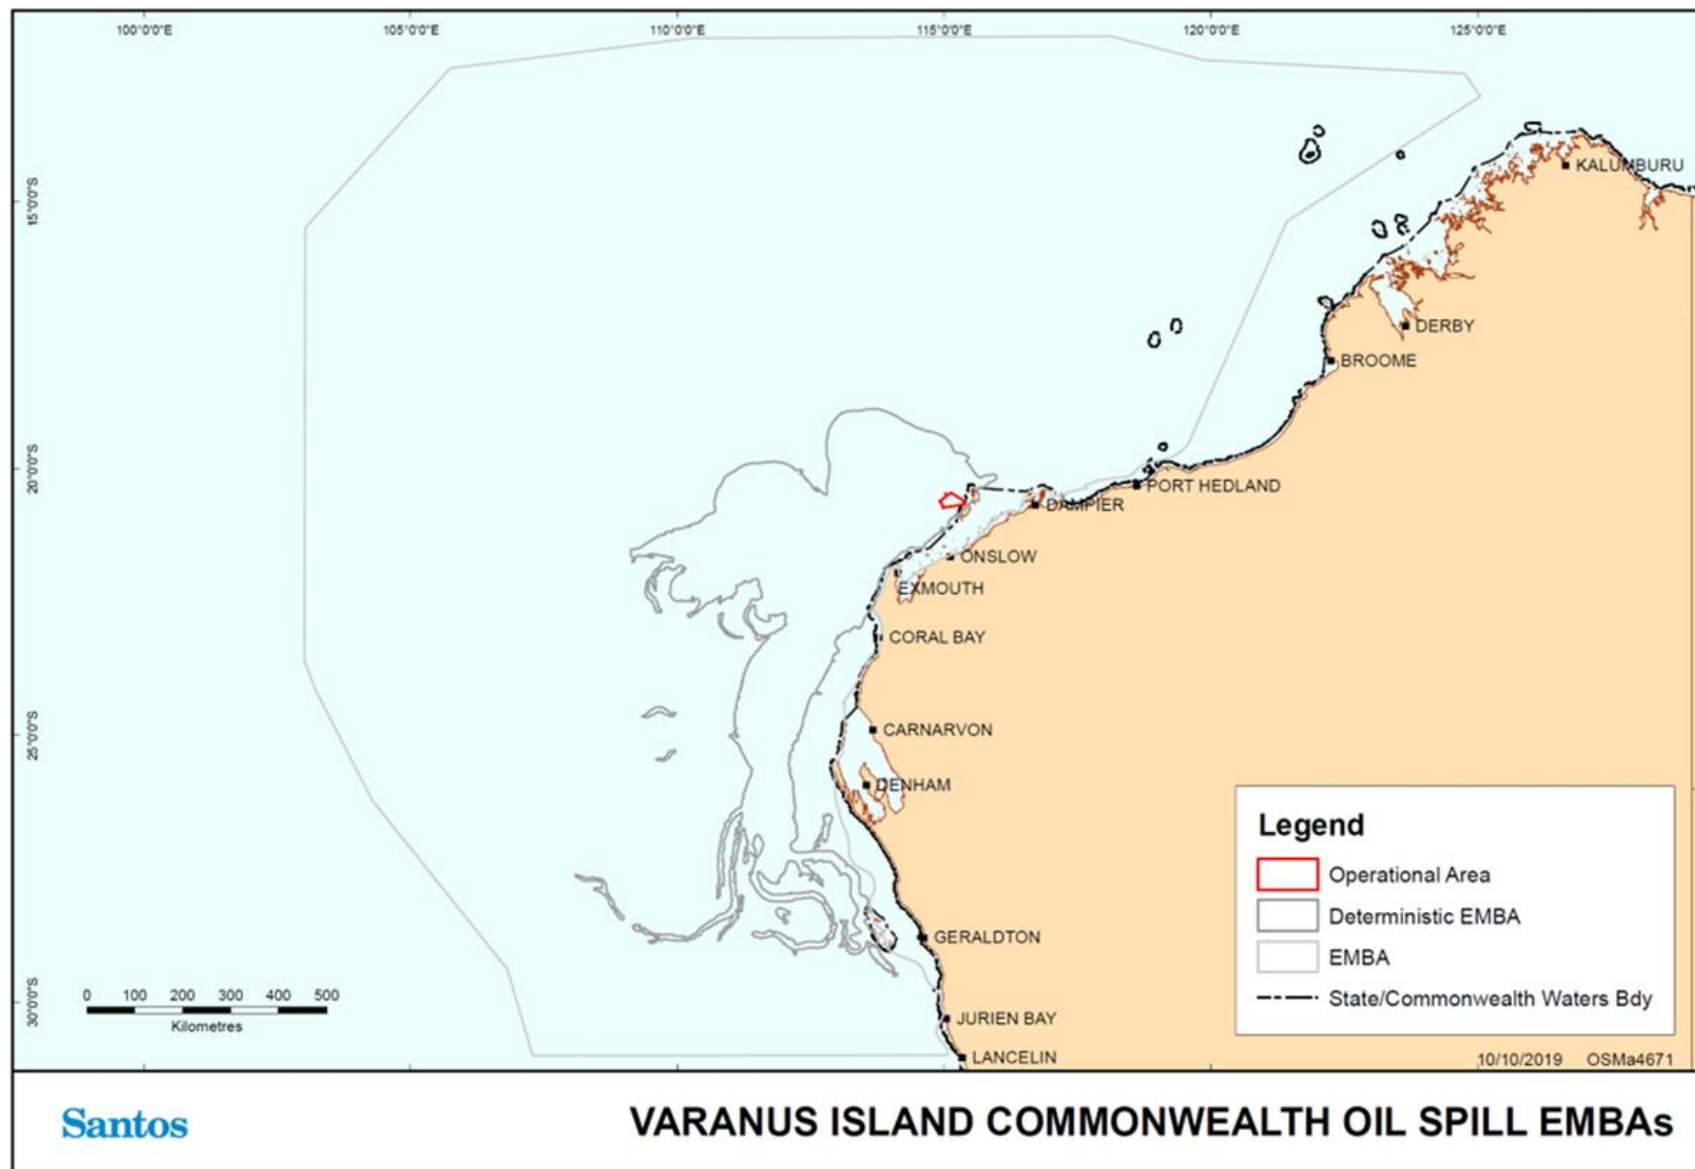 100°0'0"E
105°0'0"E
110°0'0"E
115°0'0"E
120°0'0"E
125°0'0"E
15°0'0"S
20°0'0"S
25°0'0"S
30°0'0"S
KALUMBURU
DERBY
BROOME
PORT HEDLAND
DAMPIER
ONSLOW
EXMOUTH
CORAL BAY
CARNARVON
DENHAM
GERALDTON
JURIEN BAY
LANCELIN
0 100 200 300 400 500
Kilometres
Legend
Operational Area
Deterministic EMBA
EMBA
State/Commonwealth Waters Bdy
10/10/2019 OSMa4671
Santos
VARANUS ISLAND COMMONWEALTH OIL SPILL EMBAs